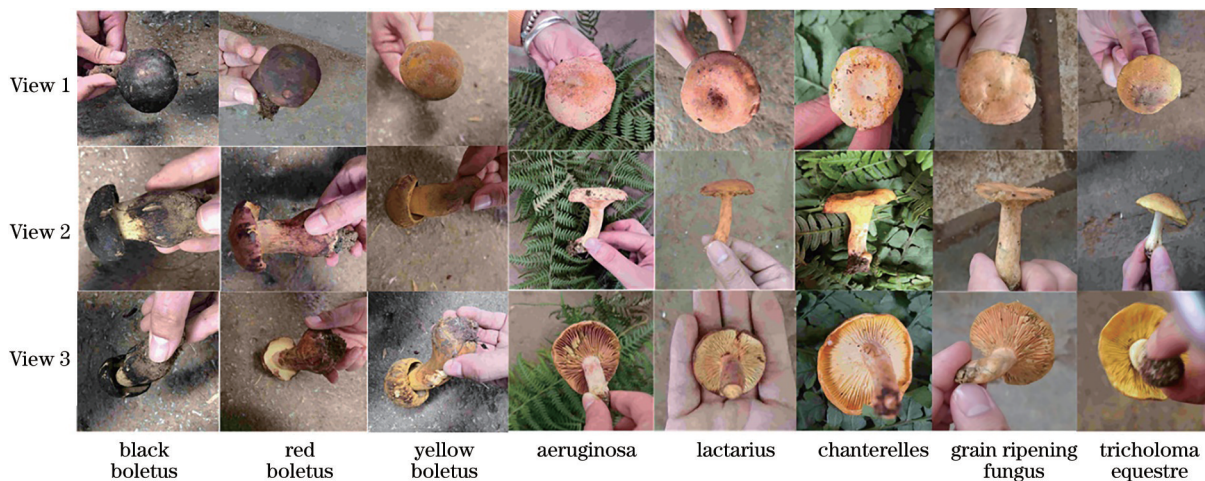 View 1
View 2
View 3
black boletus
red boletus
yellow boletus
aeruginosa
lactarius
chanterelles
grain ripening fungus
tricholoma equestre